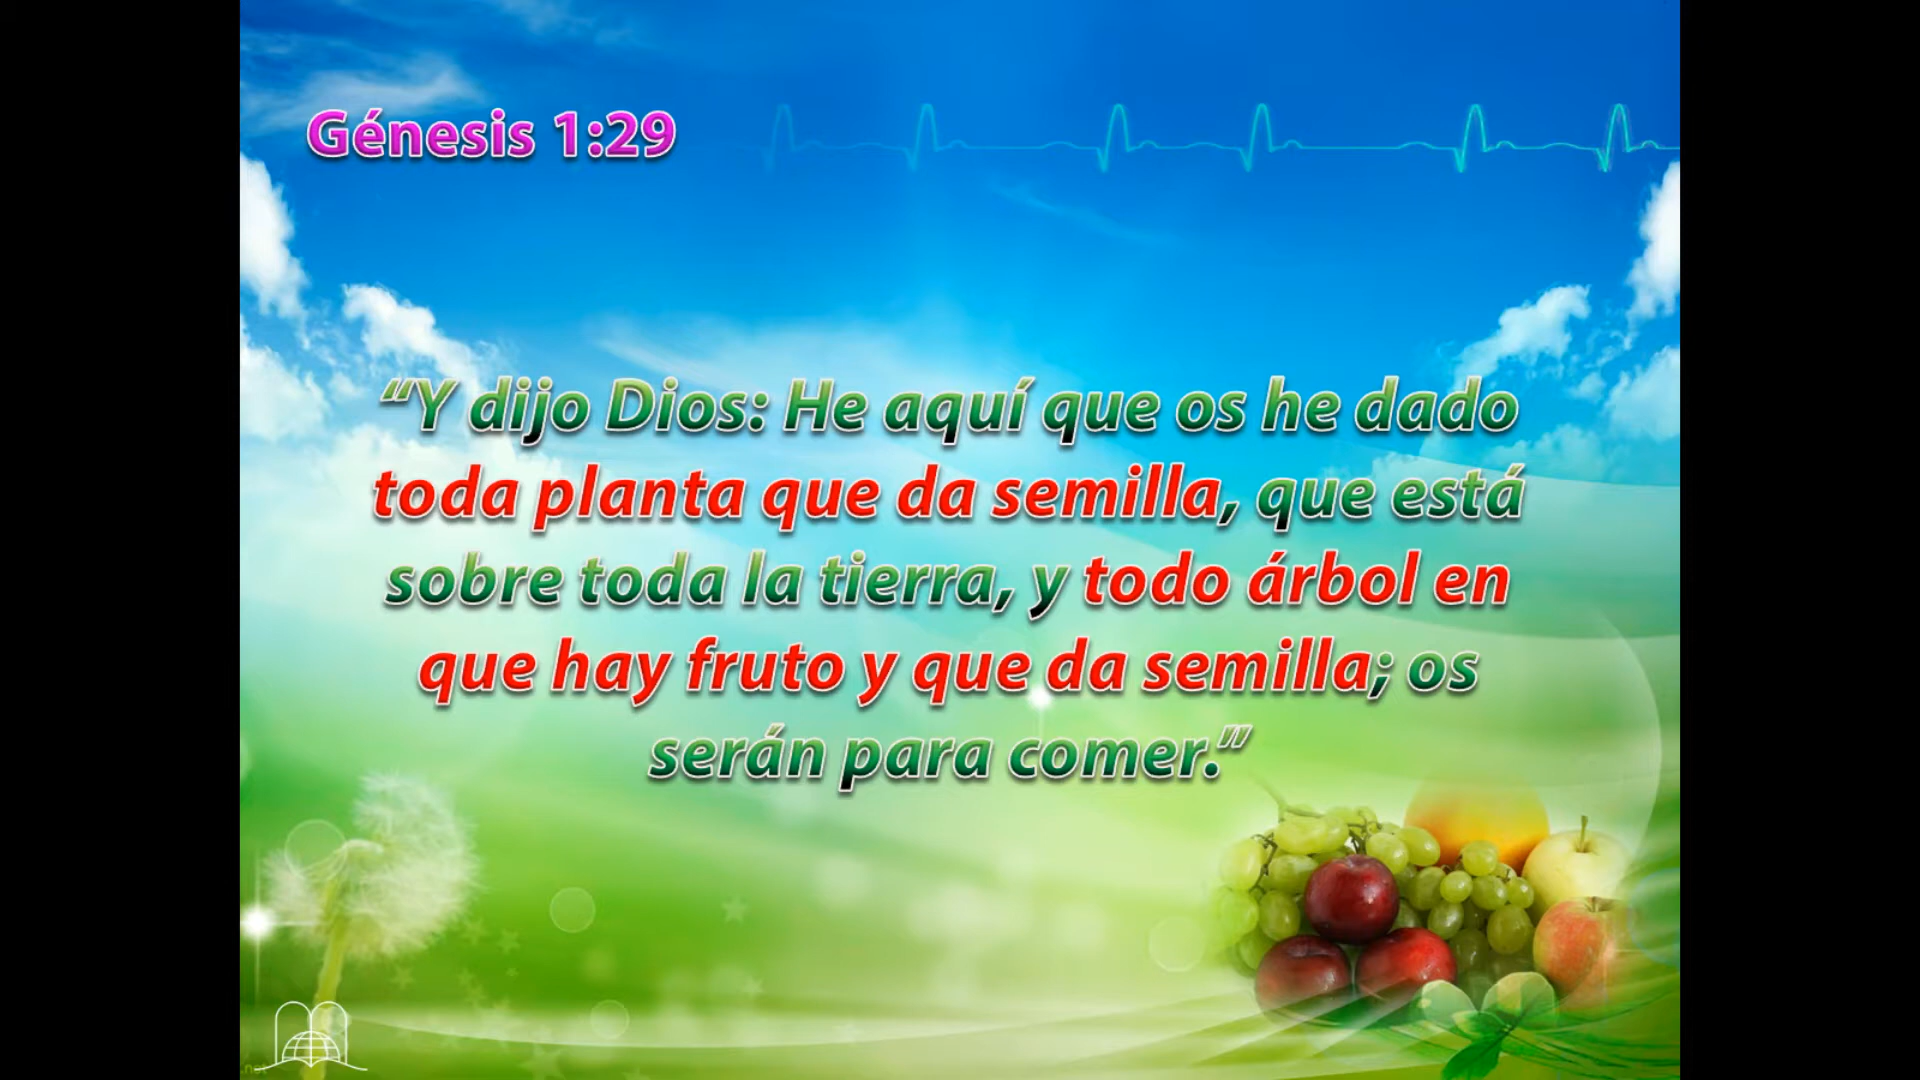 Génesis 1:29
“Y dijo Dios: He aquí que os he dado
toda planta que da semilla, que está
sobre toda la tierra, y todo árbol en
que hay fruto y que da semilla; os
serán para comer.”